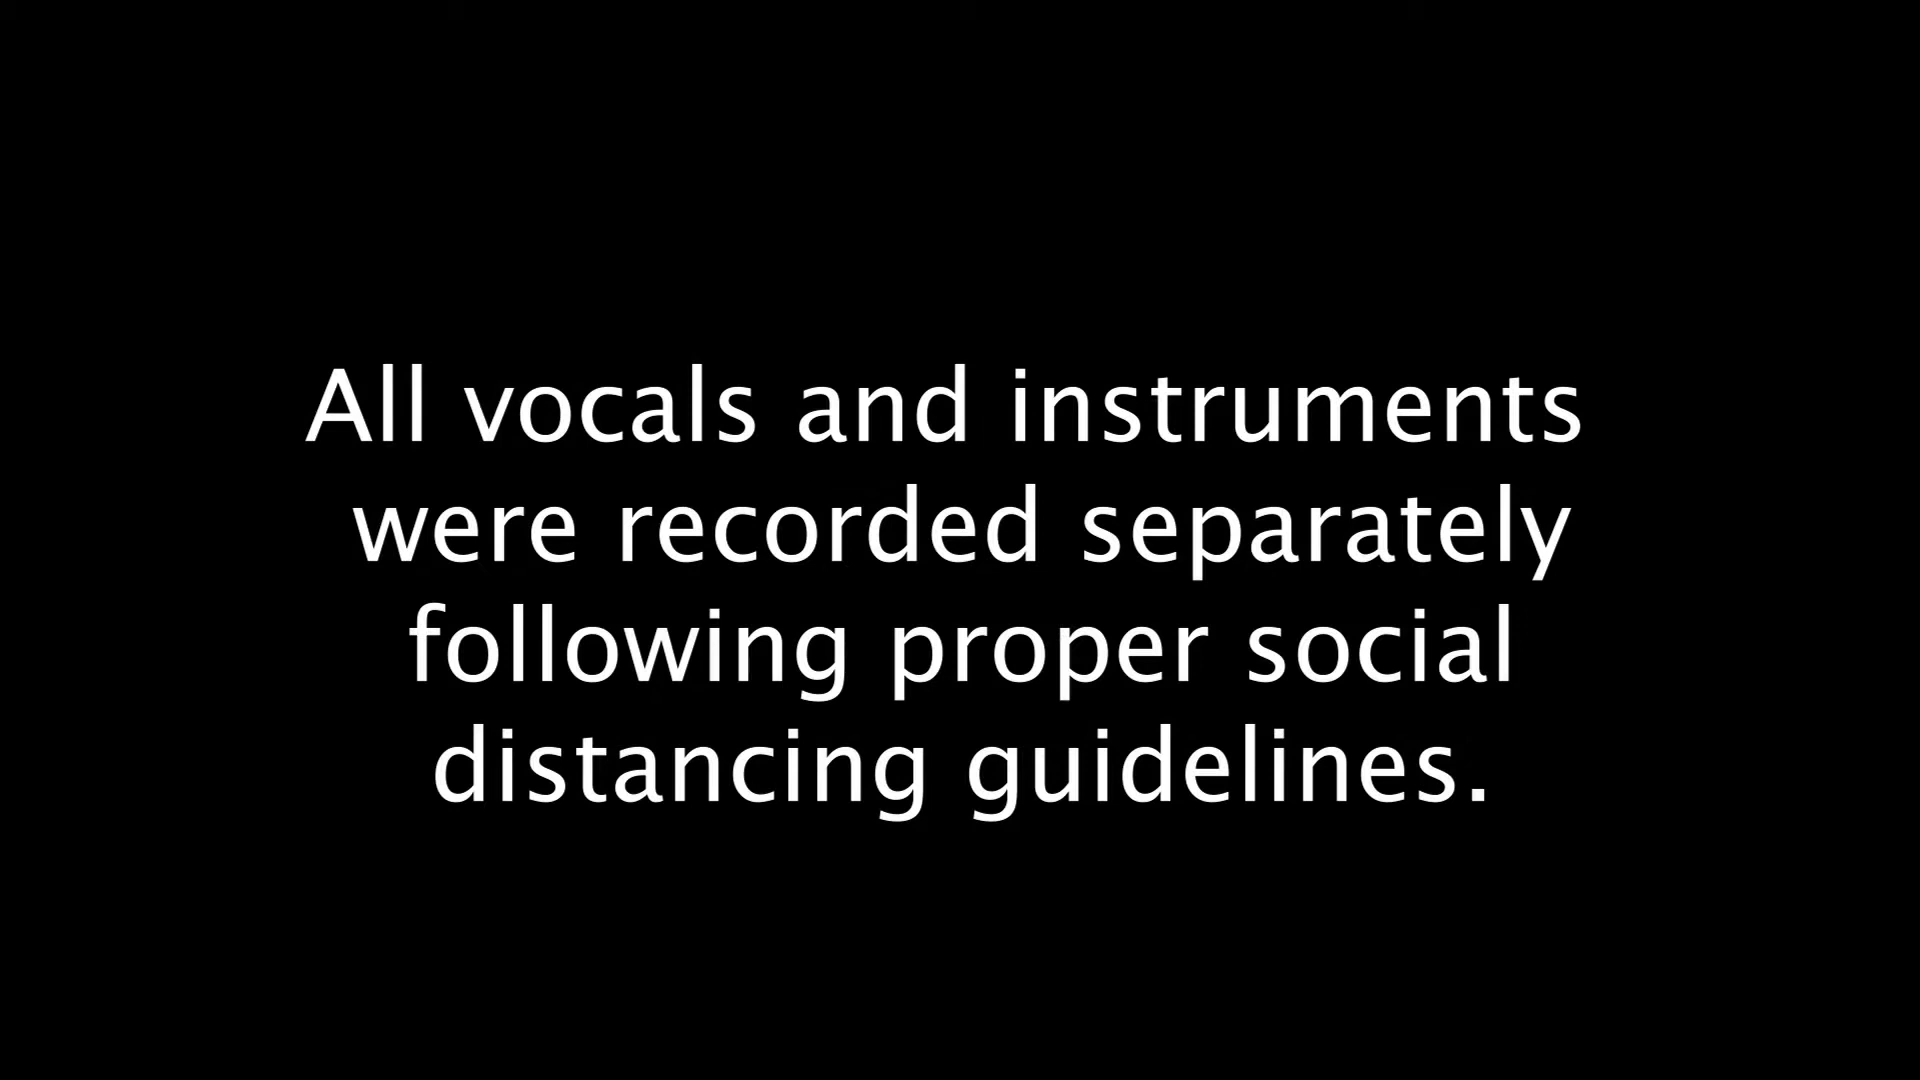 All vocals and instruments
were recorded separately
following proper social
distancing guidelines.